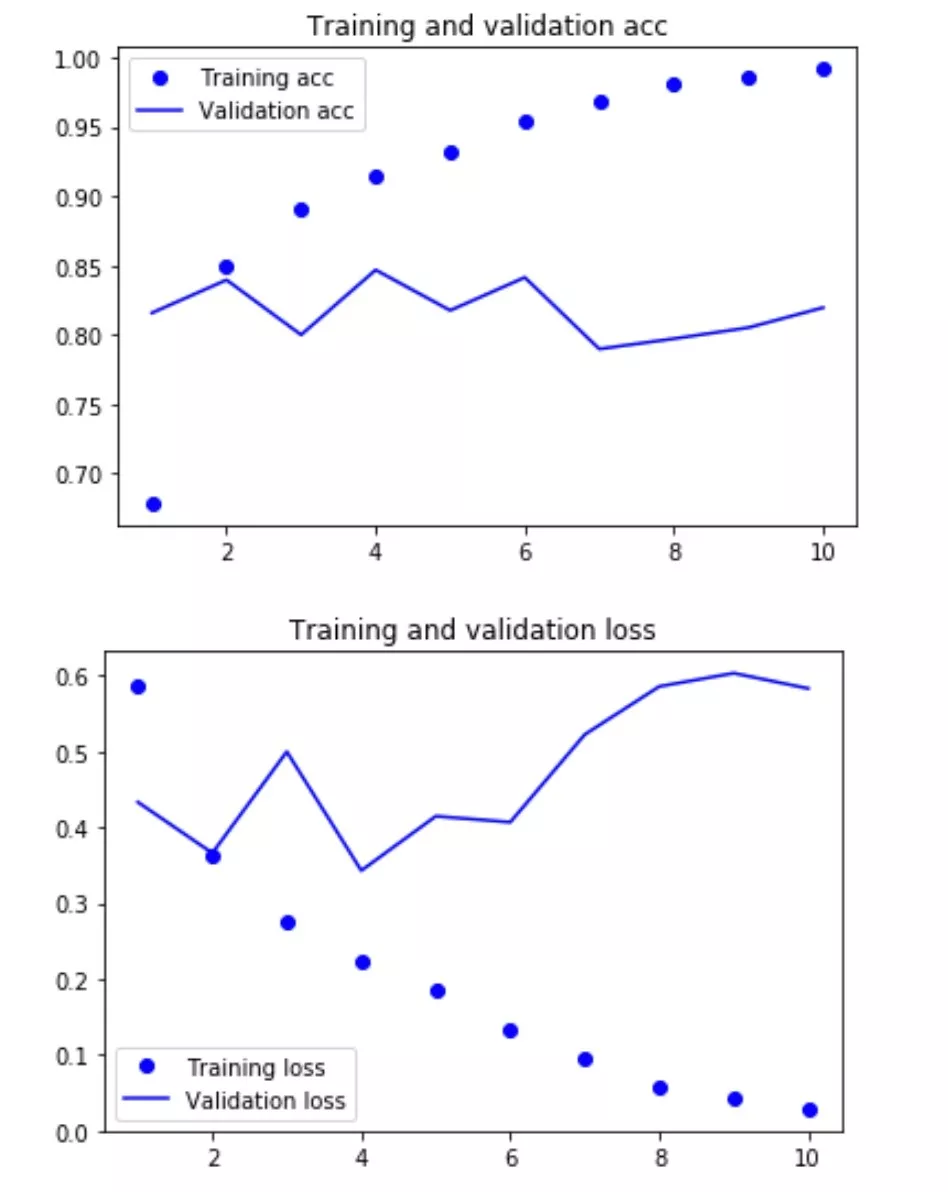 Training and validation acc
1.00
Training acc
Validation acc
0.95
0.90
0.85
0.80
0.75
0.70
2 4 6 8 10
Training and validation loss
0.6
0.5
0.4
0.3
0.2
0.1
Training loss
Validation loss
0.0
2 4 6 8 10